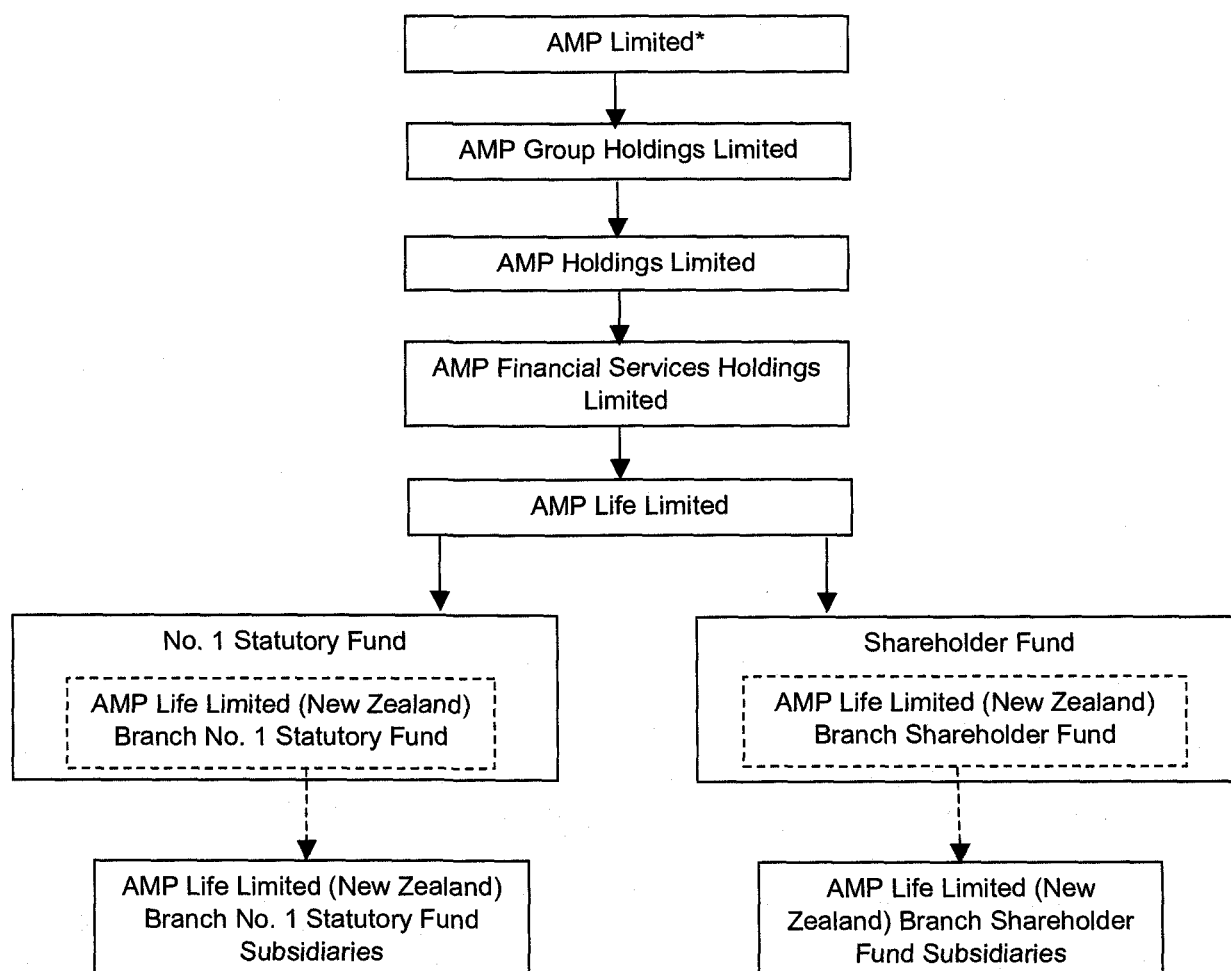 AMP Limited*
AMP Group Holdings Limited
AMP Holdings Limited
AMP Financial Services Holdings
Limited
AMP Life Limited
No. 1 Statutory Fund
AMP Life Limited (New Zealand)
Branch No. 1 Statutory Fund
Shareholder Fund
AMP Life Limited (New Zealand)
Branch Shareholder Fund
AMP Life Limited (New Zealand)
Branch No. 1 Statutory Fund
Subsidiaries
AMP Life Limited (New
Zealand) Branch Shareholder
Fund Subsidiaries